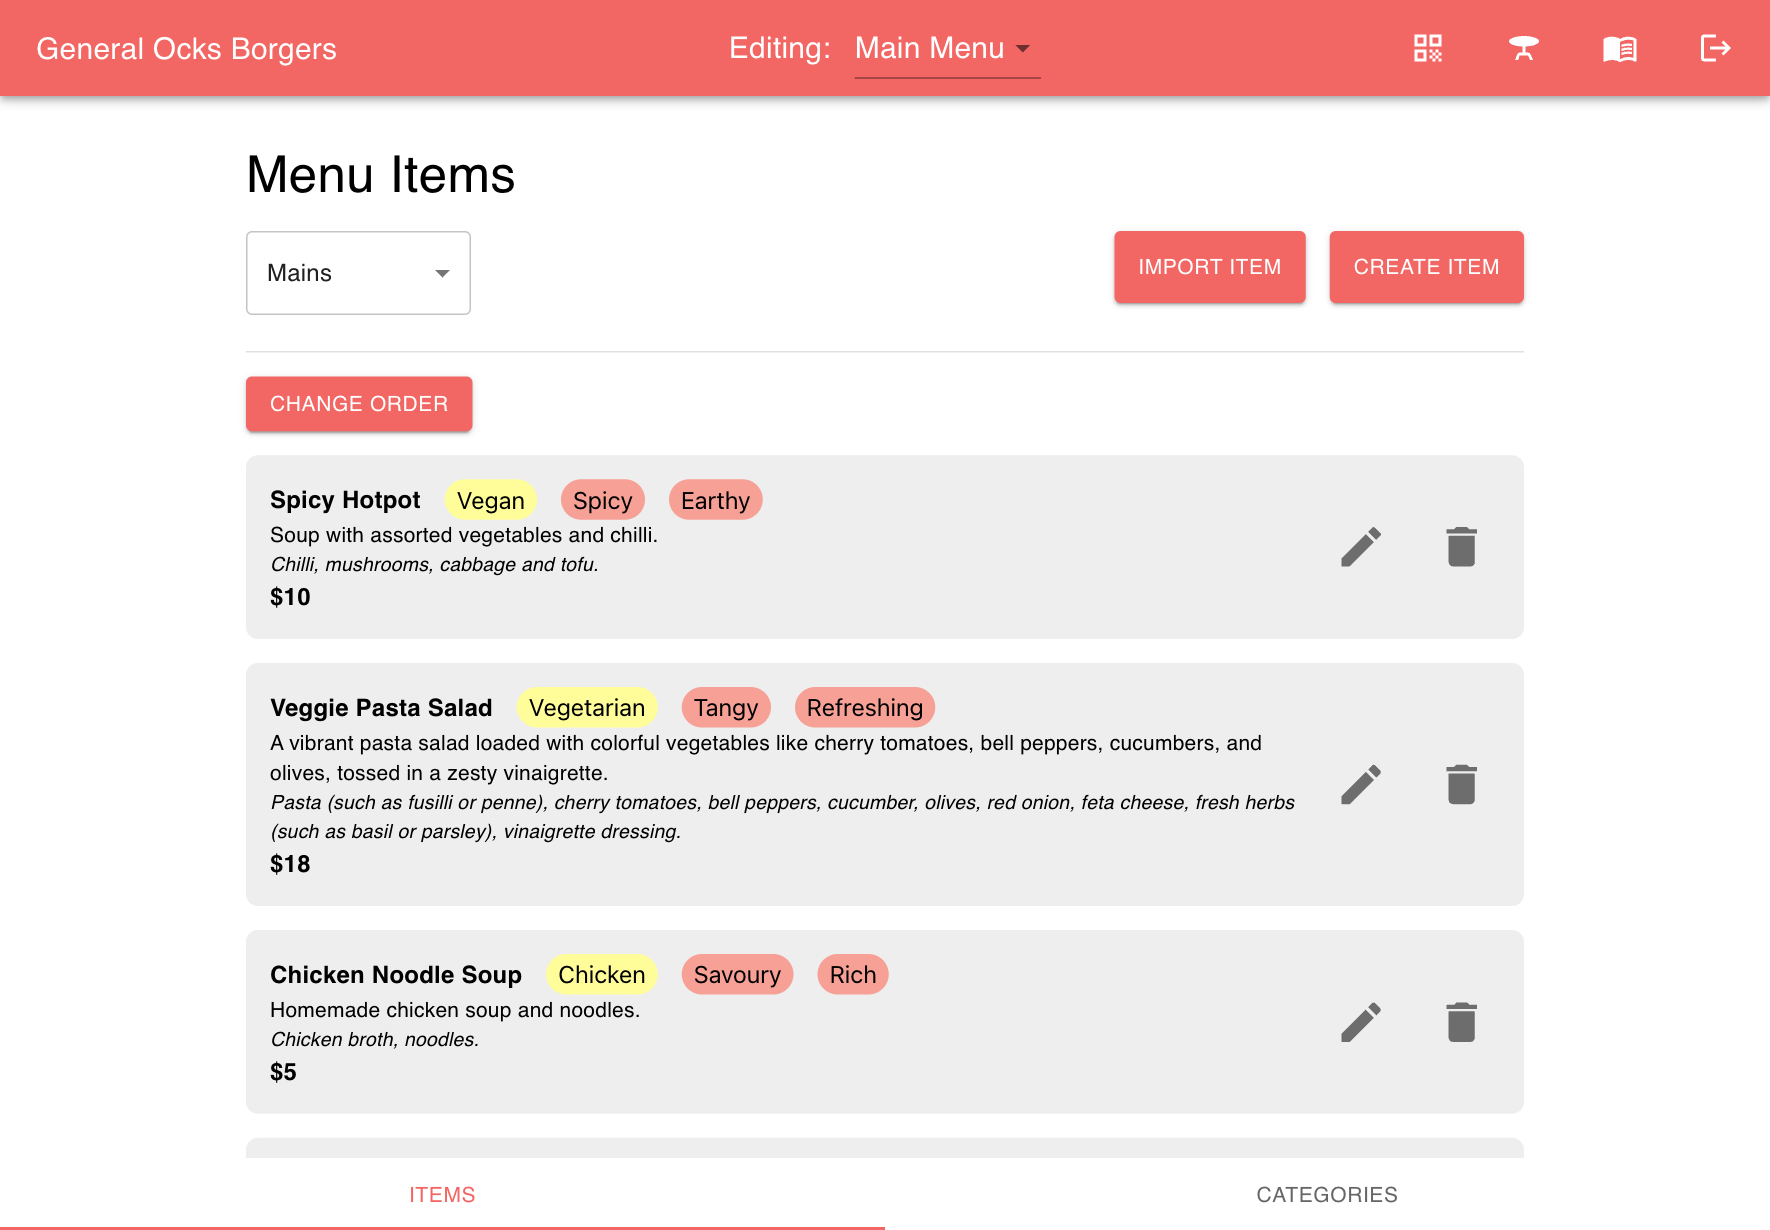 General Ocks Borgers
Editing: Main Menu
Menu Items
Mains
IMPORT ITEM
CREATE ITEM
CHANGE ORDER
Spicy Hotpot Vegan Spicy Earthy
Soup with assorted vegetables and chilli.
Chilli, mushrooms, cabbage and tofu.
$10
Veggie Pasta Salad Vegetarian Tangy Refreshing
A vibrant pasta salad loaded with colorful vegetables like cherry tomatoes, bell peppers, cucumbers, and
olives, tossed in a zesty vinaigrette.
Pasta (such as fusilli or penne), cherry tomatoes, bell peppers, cucumber, olives, red onion, feta cheese, fresh herbs
(such as basil or parsley), vinaigrette dressing.
$18
Chicken Noodle Soup Chicken Savoury Rich
Homemade chicken soup and noodles.
Chicken broth, noodles.
$5
ITEMS
CATEGORIES